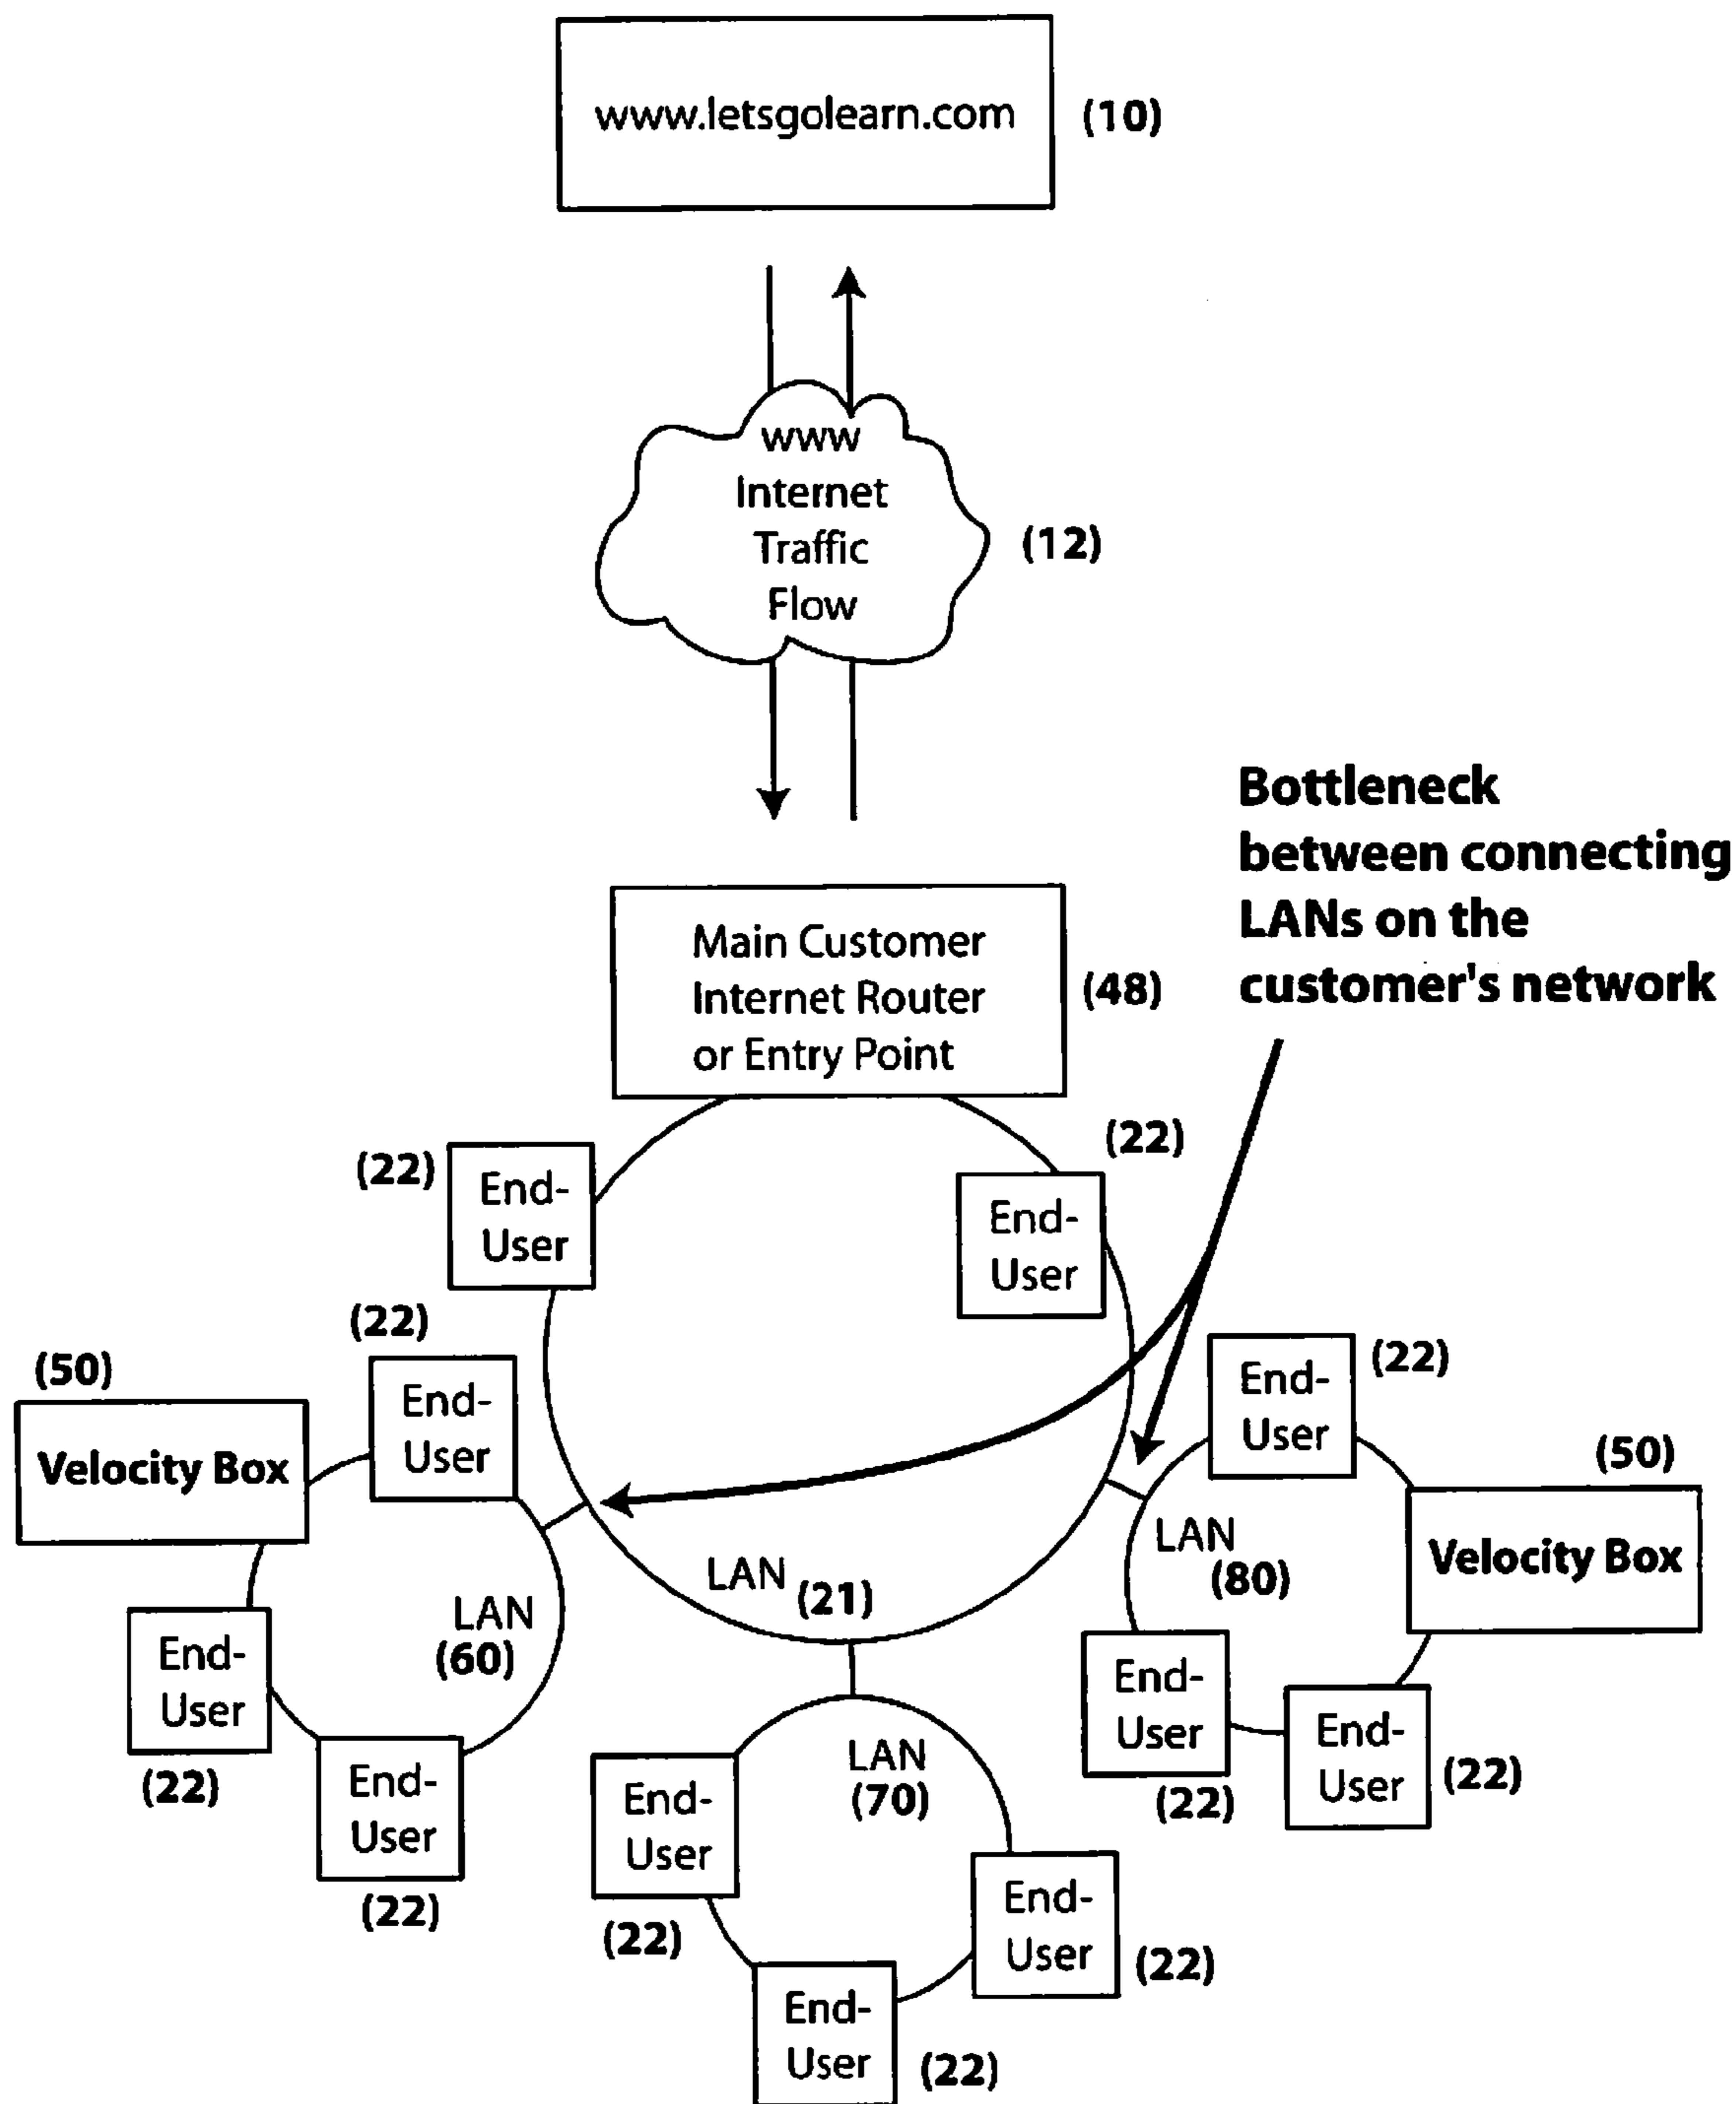 www.letsgolearn.com
(10)
www
Internet
Traffic
Flow
(12)
Bottleneck
between connecting
LANs on the
customer's network
Main Customer
Internet Router
or Entry Point
(48)
(22)
End-
User
(22)
End-
User
(22)
End-
User
(50)
Velocity Box
End-
User
(22)
(50)
Velocity Box
LAN
(21)
LAN
(80)
LAN
(60)
End-
User
(22)
End-
User
(22)
End-
User
(22)
End-
User
(22)
LAN
(70)
End-
User
(22)
End-
User
(22)
End-
User
(22)